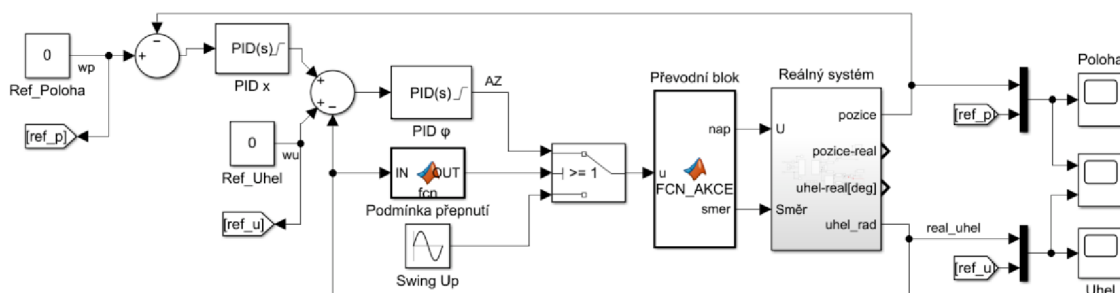 0
wp
Ref_Poloha
[ref_p]
PID(s)
PID x
0
wu
Ref_Uhel
[ref_u]
PID(s)
PID φ
AZ
IN
OUT
fcn
Podmínka přepnutí
Swing Up
>= 1
Převodní blok
u
FCN_AKCE
nap
smer
Reálný systém
U
Směr
pozice
pozice-real
uhel-real[deg]
uhel_rad
real_uhel
[ref_p]
[ref_u]
Poloha
Uhel